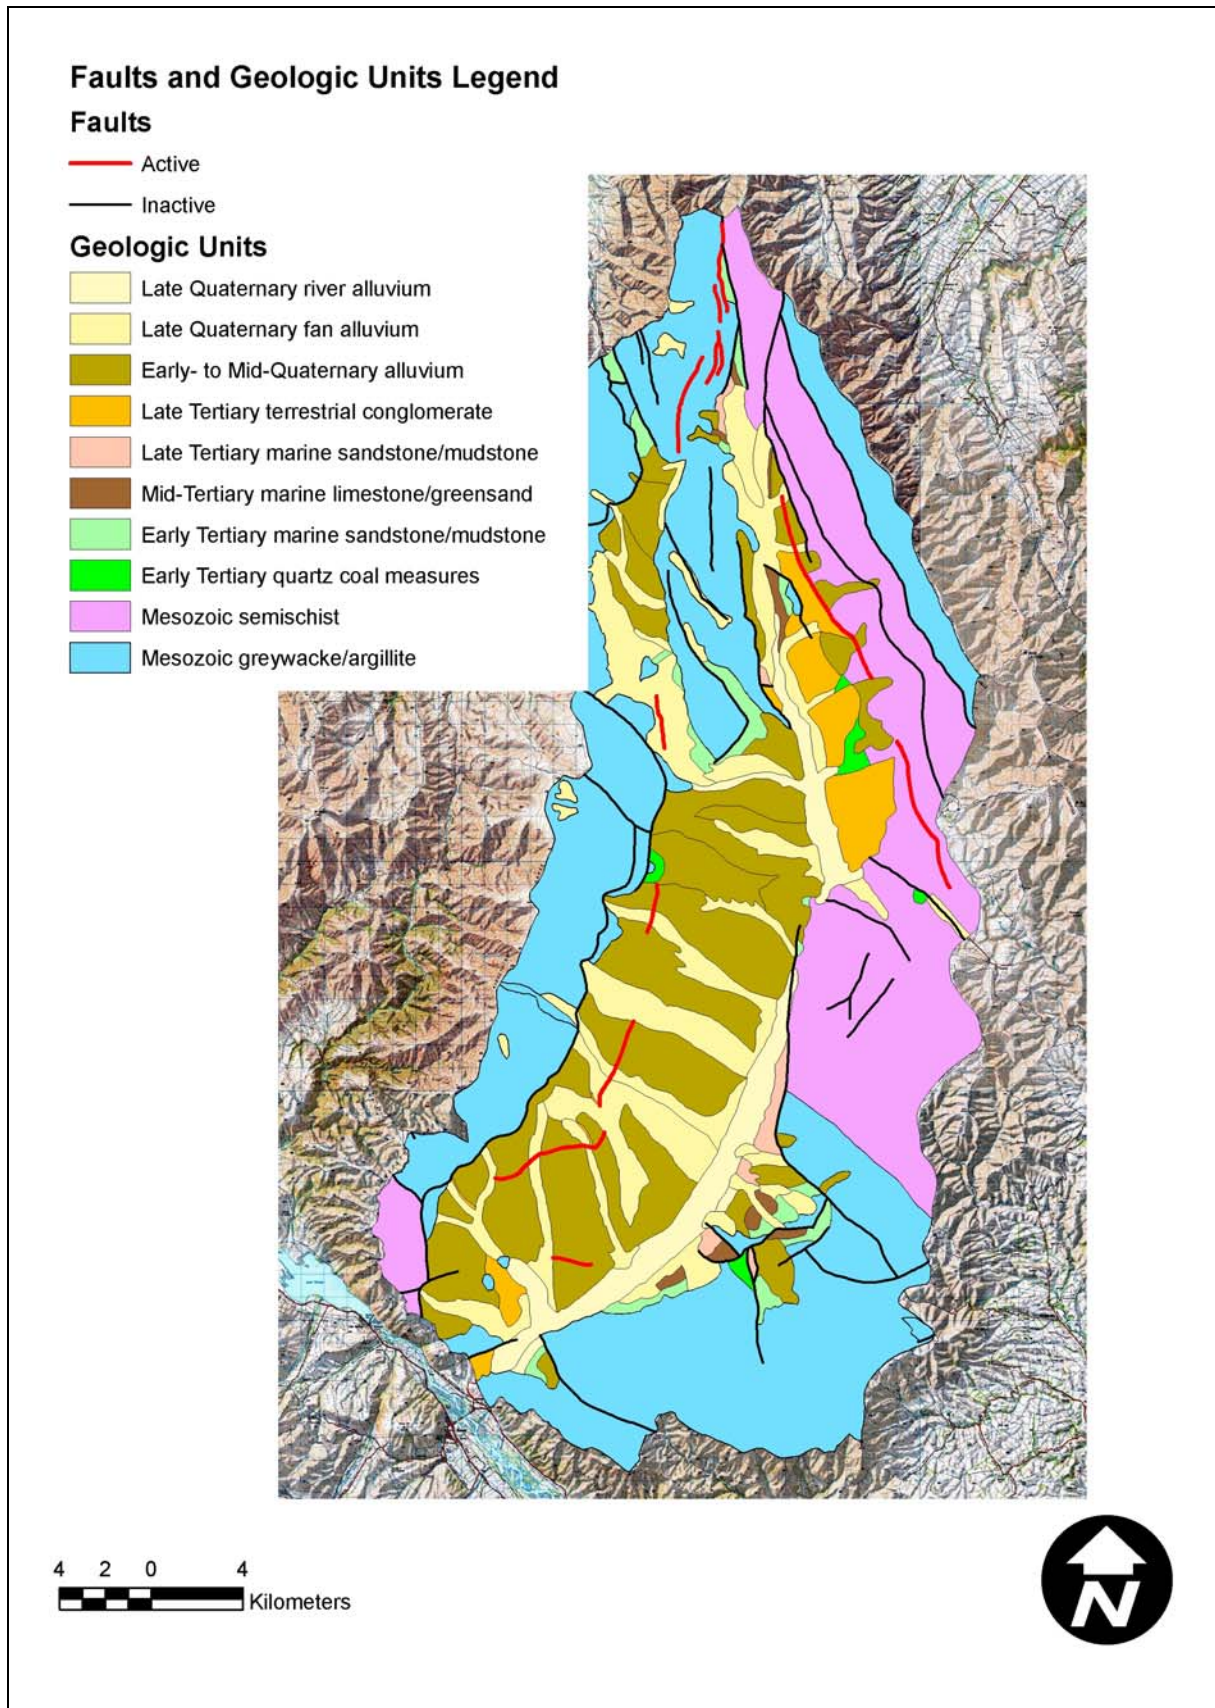 Faults and Geologic Units Legend
Faults
Active
Inactive
Geologic Units
Late Quaternary river alluvium
Late Quaternary fan alluvium
Early- to Mid-Quaternary alluvium
Late Tertiary terrestrial conglomerate
Late Tertiary marine sandstone/mudstone
Mid-Tertiary marine limestone/greensand
Early Tertiary marine sandstone/mudstone
Early Tertiary quartz coal measures
Mesozoic semischist
Mesozoic greywacke/argillite
4 2 0 4
Kilometers
N